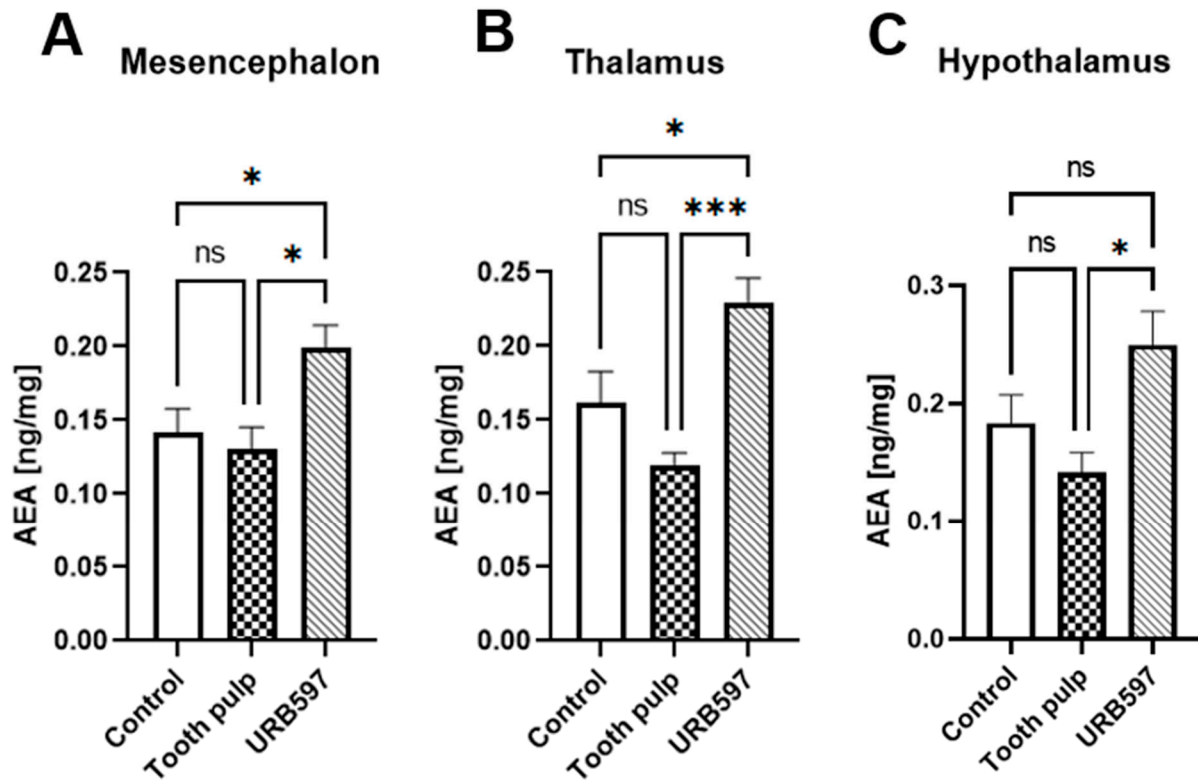 A Mesencephalon
*
ns *
0.25
0.20
0.15
0.10
0.05
0.00
AEA [ng/mg]
Control
Tooth pulp
URB597
B Thalamus
*
ns ***
0.25
0.20
0.15
0.10
0.05
0.00
AEA [ng/mg]
Control
Tooth pulp
URB597
C Hypothalamus
ns
ns *
0.3
0.2
0.1
0.0
AEA [ng/mg]
Control
Tooth pulp
URB597